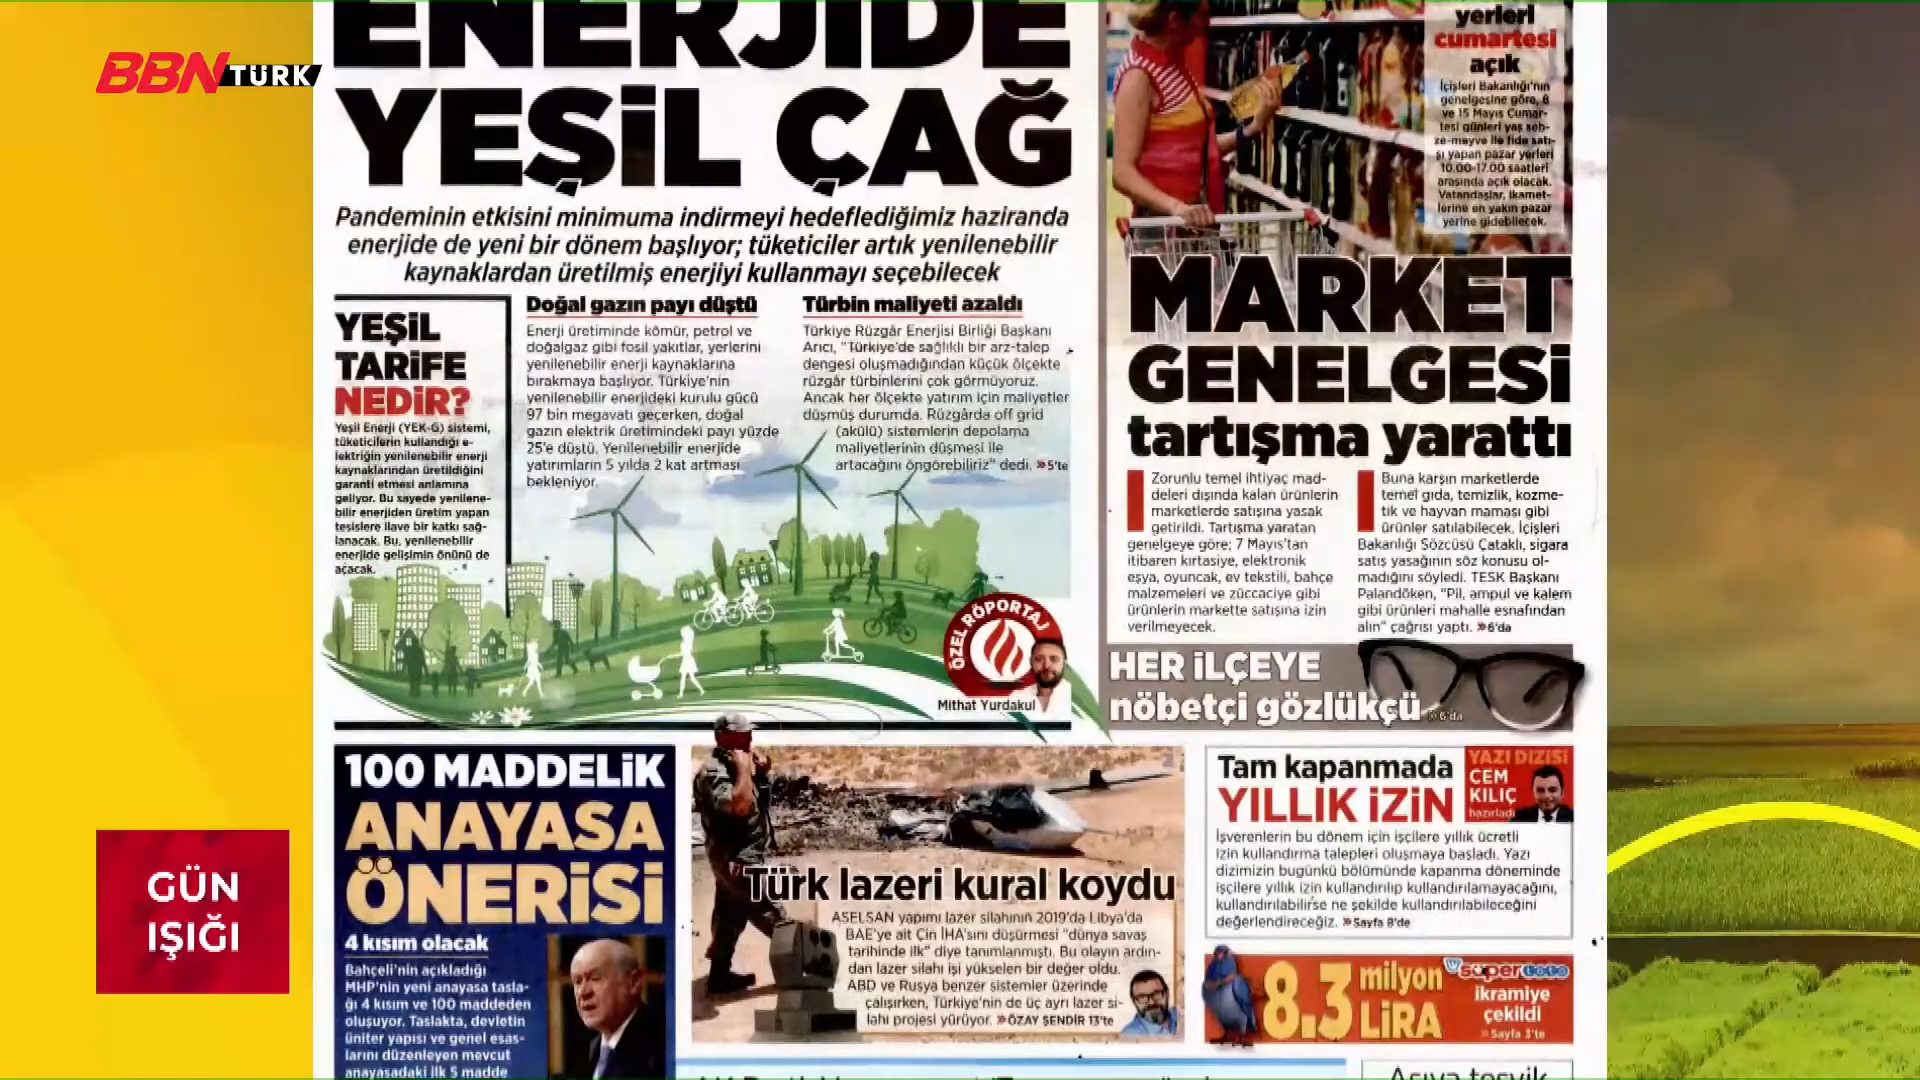 BBN TÜRK
GÜN
IŞIĞI
ENERJİDE
YEŞİL ÇAĞ
Pandeminin etkisini minimuma indirmeyi hedeflediğimiz haziranda
enerjide de yeni bir dönem başlıyor; tüketiciler artık yenilenebilir
kaynaklardan üretilmiş enerjiyi kullanmayı seçebilecek
YEŞİL
TARİFE
NEDİR?
Yeşil Enerji (YEK-G) sistemi,
tüketicilerin kullandığı e-
lektriğin yenilenebilir enerji
kaynaklarından üretildiğini
garanti etmesi anlamına
geliyor. Bu sayede yenilene-
bilir enerjiden üretim yapan
tesislere ilave bir katkı sağ-
lanacak. Bu, yenilenebilir
enerjide gelişimin önünü de
açacak.
Doğal gazın payı düştü
Enerji üretiminde kömür, petrol ve
doğalgaz gibi fosil yakıtlar, yerlerini
yenilenebilir enerji kaynaklarına
bırakmaya başlıyor. Türkiye'nin
yenilenebilir enerjideki kurulu gücü
97 bin megavatı geçerken, doğal
gazın elektrik üretimindeki payı yüzde
25'e düştü. Yenilenebilir enerjide
yatırımların 5 yılda 2 kat artması
bekleniyor.
Türbin maliyeti azaldı
Türkiye Rüzgâr Enerjisi Birliği Başkanı
Arıcı, "Türkiye'de sağlıklı bir arz-talep
dengesi oluşmadığından küçük ölçekte
rüzgâr türbinlerini çok görmüyoruz.
Ancak her ölçekte yatırım için maliyetler
düşmüş durumda. Rüzgârda off grid
(akülü) sistemlerin depolama
maliyetlerinin düşmesi ile
artacağını öngörebiliriz" dedi. »5'te
ÖZEL RÖPORTAJ
Mithat Yurdakul
yerleri
cumartesi
açık
İçişleri Bakanlığı'nın
genelgesine göre, 8
ve 15 Mayıs Cumar-
tesi günleri yaş seb-
ze-meyve ile fide satı-
şı yapan pazar yerleri
10.00-17.00 saatleri
arasında açık olacak.
Vatandaşlar, ikamet-
lerine en yakın pazar
yerine gidebilecek.
MARKET
GENELGESİ
tartışma yarattı
Zorunlu temel ihtiyaç mad-
deleri dışında kalan ürünlerin
marketlerde satışına yasak
getirildi. Tartışma yaratan
genelgeye göre; 7 Mayıs'tan
itibaren kırtasiye, elektronik
eşya, oyuncak, ev tekstili, bahçe
malzemeleri ve züccaciye gibi
ürünlerin markette satışına izin
verilmeyecek.
Buna karşın marketlerde
temel gıda, temizlik, kozme-
tik ve hayvan maması gibi
ürünler satılabilecek. İçişleri
Bakanlığı Sözcüsü Çataklı, sigara
satış yasağının söz konusu ol-
madığını söyledi. TESK Başkanı
Palandöken, "Pil, ampul ve kalem
gibi ürünleri mahalle esnafından
alın" çağrısı yaptı. »6'da
HER İLÇEYE
nöbetçi gözlükçü »6'da
100 MADDELİK
ANAYASA
ÖNERİSİ
4 kısım olacak
Bahçeli'nin açıkladığı
MHP'nin yeni anayasa tasla-
ğı 4 kısım ve 100 maddeden
oluşuyor. Taslakta, devletin
üniter yapısı ve genel esas-
larını düzenleyen mevcut
anayasadaki ilk 5 madde
Türk lazeri kural koydu
ASELSAN yapımı lazer silahının 2019'da Libya'da
BAE'ye ait Çin İHA'sını düşürmesi "dünya savaş
tarihinde ilk" diye tanımlanmıştı. Bu olayın ardın-
dan lazer silahı işi yükselen bir değer oldu.
ABD ve Rusya benzer sistemler üzerinde
çalışırken, Türkiye'nin de üç ayrı lazer si-
lahı projesi yürüyor. »ÖZAY ŞENDİR 13'te
Tam kapanmada
YILLIK İZİN
YAZI DİZİSİ
CEM
KILIÇ
hazırladı
İşverenlerin bu dönem için işçilere yıllık ücretli
izin kullandırma talepleri oluşmaya başladı. Yazı
dizimizin bugünkü bölümünde kapanma döneminde
işçilere yıllık izin kullandırılıp kullandırılamayacağını,
kullandırılabilirse ne şekilde kullandırılabileceğini
değerlendireceğiz. »Sayfa 8'de
8.3 milyon
LİRA
süpertoto
ikramiye
çekildi
»Sayfa 3'te